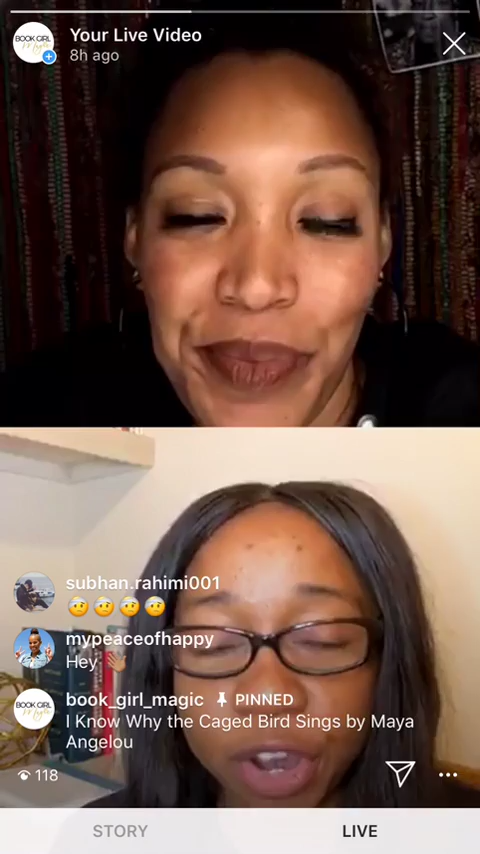 BOOK GIRL
Magic
Your Live Video
8h ago
subhan.rahimi001
🤕🤕🤕🤕
mypeaceofhappy
Hey 👋🏽
BOOK GIRL
Magic
book_girl_magic PINNED
I Know Why the Caged Bird Sings by Maya
Angelou
118
STORY LIVE